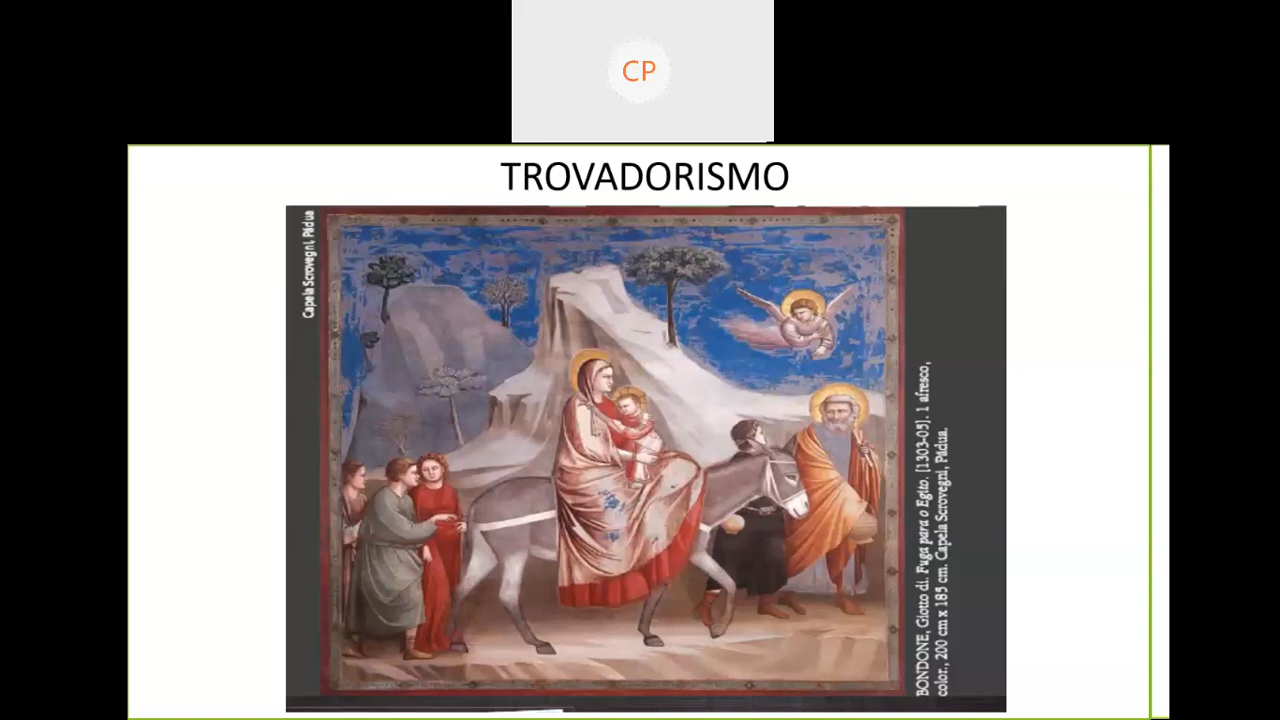 CP
TROVADORISMO
Capela Scrovegni, Pádua
BONDONE, Giotto di. Fuga para o Egito. [1303-05]. 1 afresco,
color., 200 cm x 185 cm. Capela Scrovegni, Pádua.